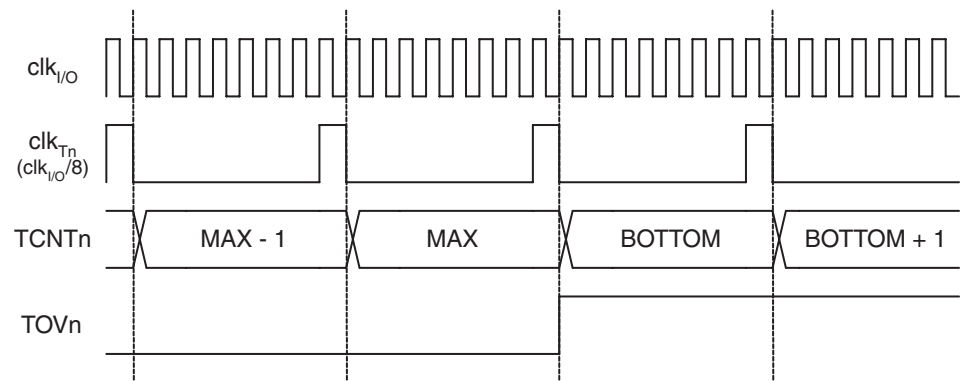 clkI/O
clkTn
(clkI/O/8)
TCNTn MAX - 1 MAX BOTTOM BOTTOM + 1
TOVn